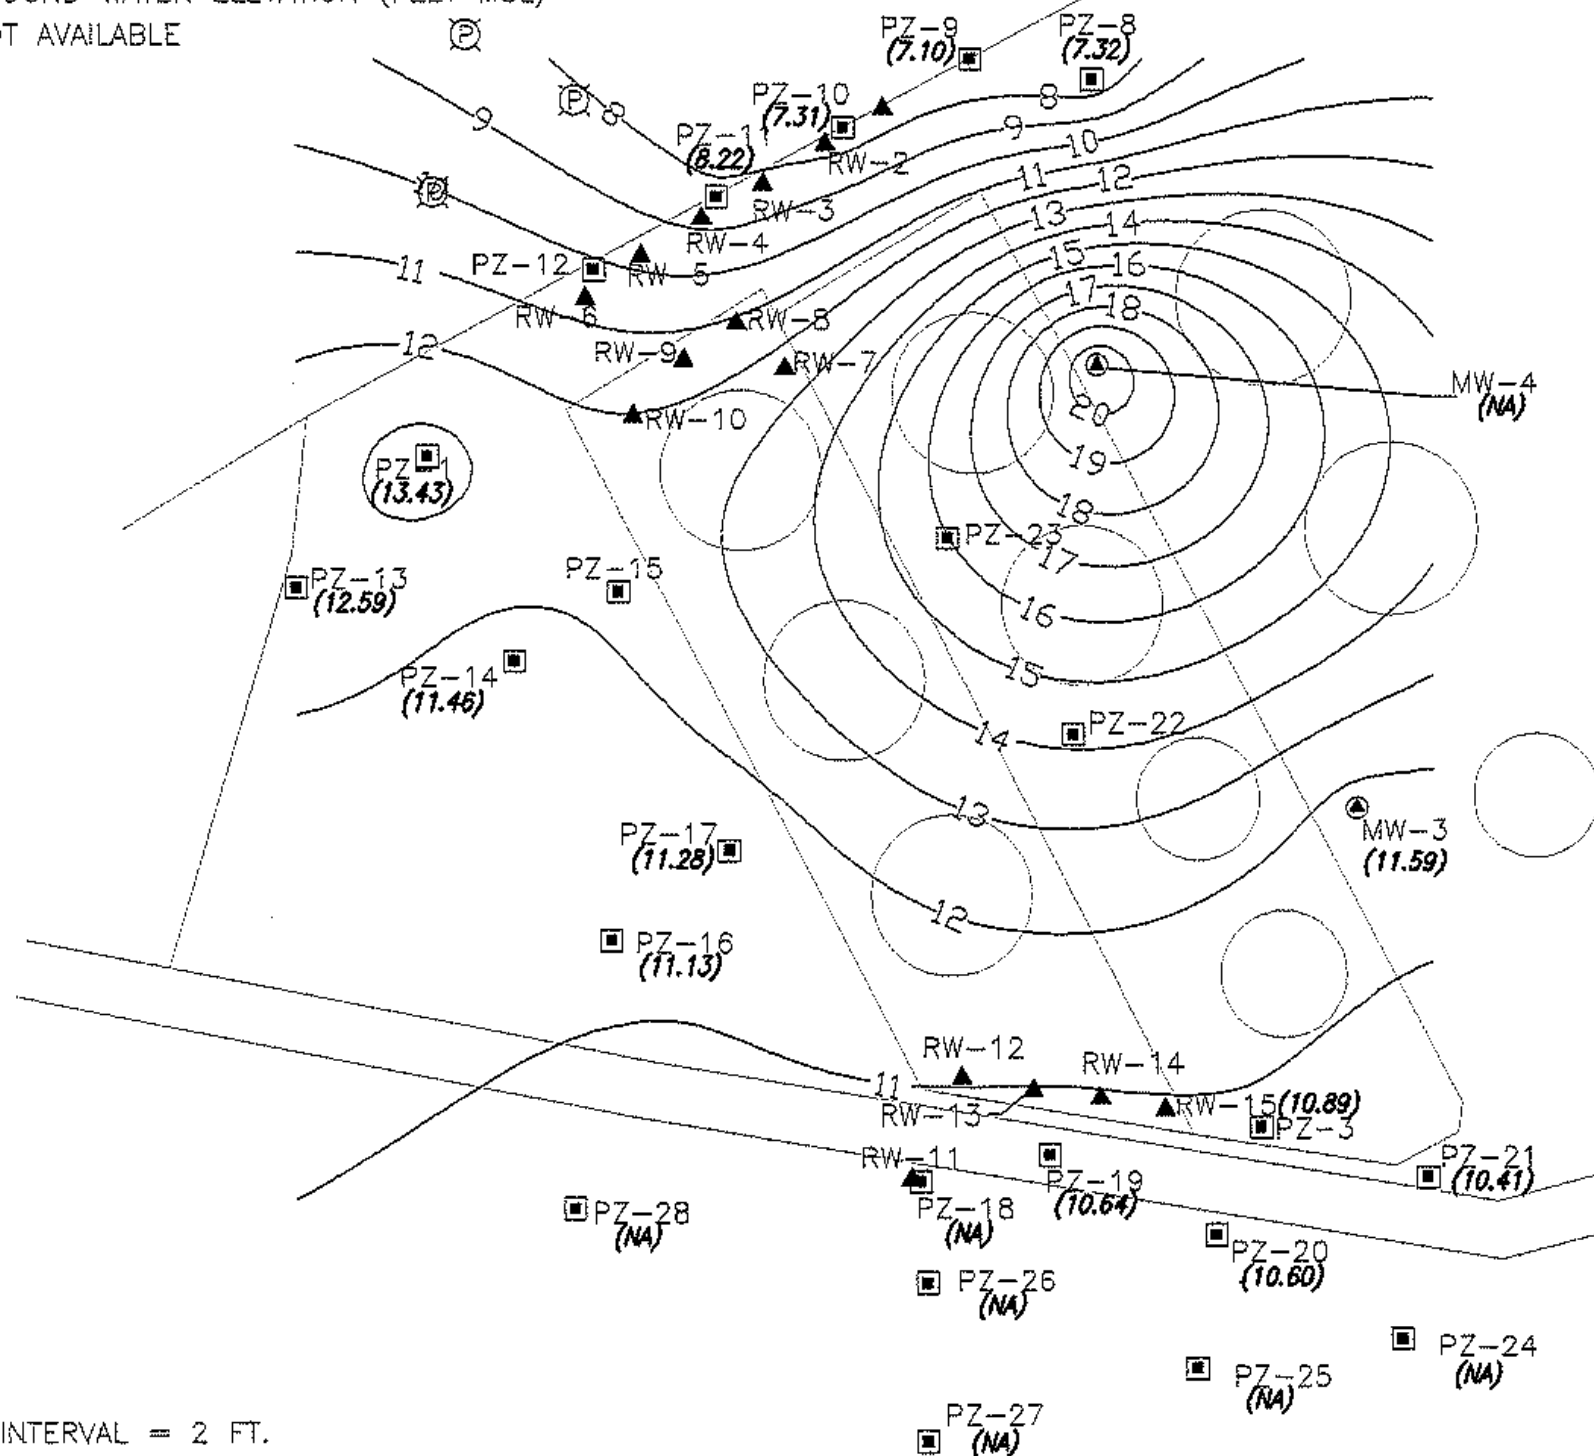 WATER ELEVATION (FEET MSL)
AVAILABLE
P
PZ-9
(7.10)
PZ-8
(7.32)
P
8
9
PZ-10
(7.31)
8
PZ-11
(8.22)
9
10
RW-2
11
12
P
RW-3
13
14
RW-4
15
16
PZ-12
RW-5
11
17
18
RW-6
RW-8
12
RW-9
RW-7
MW-4
(NA)
20
RW-10
19
PZ-1
(13.43)
18
PZ-23
17
PZ-15
PZ-13
(12.59)
16
PZ-14
(11.46)
15
PZ-22
14
13
PZ-17
(11.28)
MW-3
(11.59)
12
PZ-16
(11.13)
RW-12
RW-14
11
RW-13
RW-15
(10.89)
PZ-3
RW-11
PZ-21
(10.41)
PZ-19
(10.64)
PZ-18
(NA)
PZ-28
(NA)
PZ-20
(10.60)
PZ-26
(NA)
PZ-24
(NA)
PZ-25
(NA)
PZ-27
(NA)
INTERVAL = 2 FT.